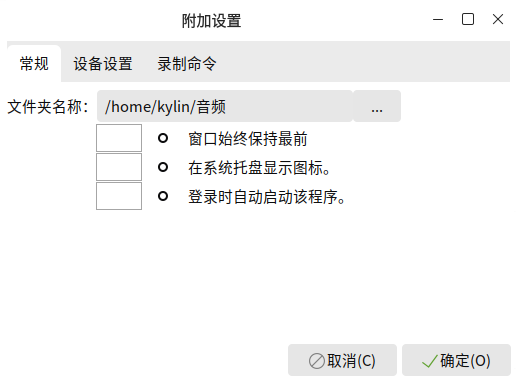 附加设置
常规 设备设置 录制命令
文件夹名称： /home/kylin/音频 ...
窗口始终保持最前
在系统托盘显示图标。
登录时自动启动该程序。
取消(C) 确定(O)